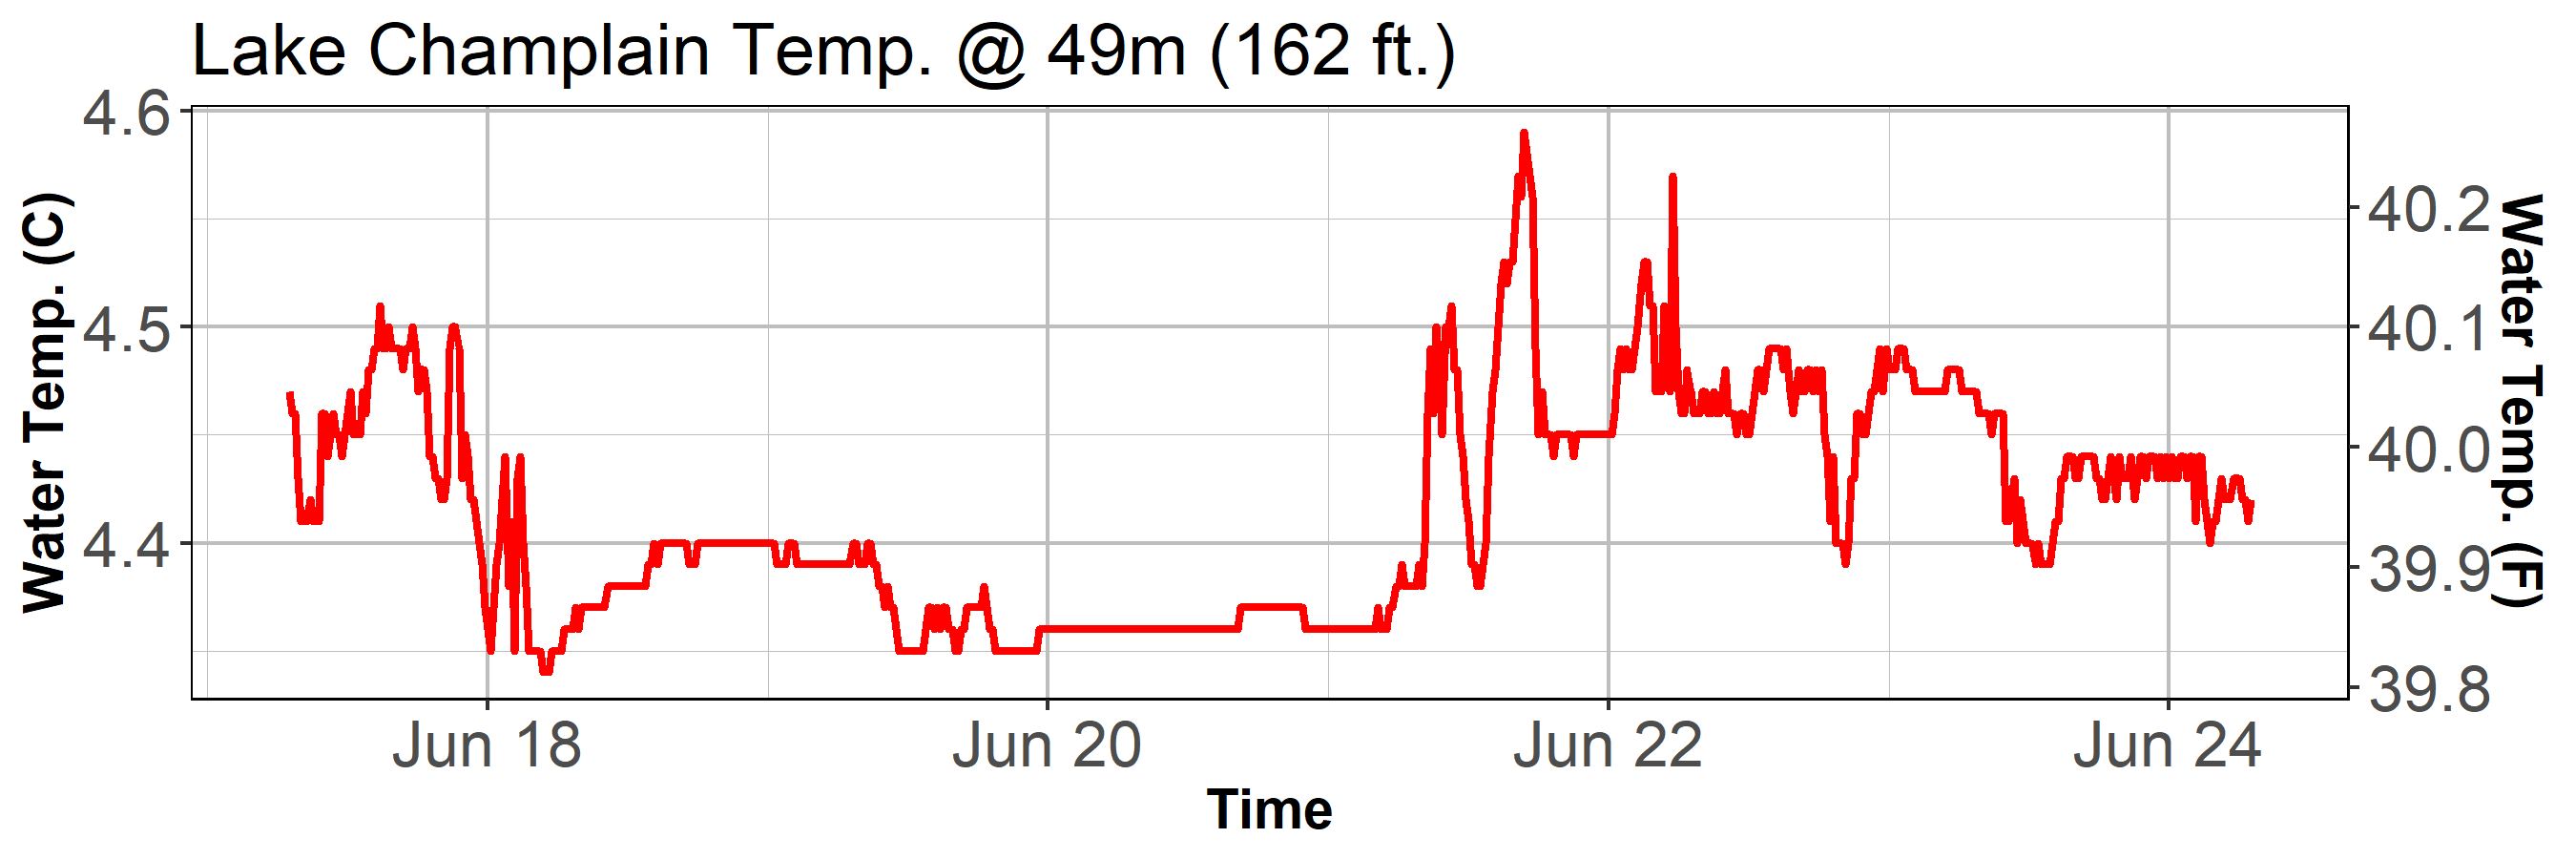 Lake Champlain Temp. @ 49m (162 ft.)
Water Temp. (C)
4.6
4.5
4.4
40.2
40.1
40.0
39.9
39.8
Water Temp. (F)
Jun 18
Jun 20
Jun 22
Jun 24
Time